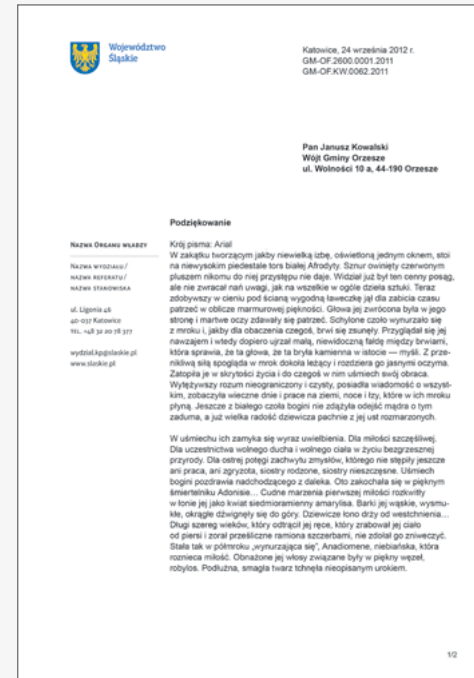 Województwo
Śląskie
Katowice, 24 września 2012 r.
GM-OF.2600.0001.2011
GM-OF.KW.0062.2011
Pan Janusz Kowalski
Wójt Gminy Orzesze
ul. Wolności 10 a, 44-190 Orzesze
Podziękowanie
Nazwa Organu władzy
Nazwa wydziału /
nazwa referatu /
nazwa stanowiska
ul. Ligonia 46
40-037 Katowice
tel. +48 32 20 78 377
wydzial.kp@slaskie.pl
www.slaskie.pl
Krój pisma: Arial
W zakątku tworzącym jakby niewielką izbę, oświetloną jednym oknem, stoi
na niewysokim piedestale tors białej Afrodyty. Sznur owinięty czerwonym
pluszem nikomu do niej przystępu nie daje. Widział już był ten cenny posąg,
ale nie zwracał nań uwagi, jak na wszelkie w ogóle dzieła sztuki. Teraz
zdobywszy w cieniu pod ścianą wygodną ławeczkę jął dla zabicia czasu
patrzeć w oblicze marmurowej piękności. Głowa jej zwrócona była w jego
stronę i martwe oczy zdawały się patrzeć. Schylone czoło wynurzało się
z mroku i, jakby dla obaczenia czegoś, brwi się zsunęły. Przyglądał się jej
nawzajem i wtedy dopiero ujrzał małą, niewidoczną fałdę między brwiami,
która sprawia, że ta głowa, że ta bryła kamienna w istocie — myśli. Z prze-
nikliwą siłą spogląda w mrok dokoła leżący i rozdziera go jasnymi oczyma.
Zatopiła je w skrytości życia i do czegoś w nim uśmiech swój obraca.
Wytężywszy rozum nieograniczony i czysty, posiadła wiadomość o wszyst-
kim, zobaczyła wieczne dnie i prace na ziemi, noce i łzy, które w ich mroku
płyną. Jeszcze z białego czoła bogini nie zdążyła odejść mądra o tym
zaduma, a już wielka radość dziewicza pachnie z jej ust rozmarzonych.
W uśmiechu ich zamyka się wyraz uwielbienia. Dla miłości szczęśliwej.
Dla uczestnictwa wolnego ducha i wolnego ciała w życiu bezgrzesznej
przyrody. Dla ostrej potęgi zachwytu zmysłów, którego nie stępiły jeszcze
ani praca, ani zgryzota, siostry rodzone, siostry nieszczęsne. Uśmiech
bogini pozdrawia nadchodzącego z daleka. Oto zakochała się w pięknym
śmiertelniku Adonisie... Cudne marzenia pierwszej miłości rozkwitły
w łonie jej jako kwiat siedmioramienny amarylisa. Barki jej wąskie, wysmu-
kłe, okrągłe dźwignęły się do góry. Dziewicze łono drży od westchnienia...
Długi szereg wieków, który odtrącił jej ręce, który zrabował jej ciało
od piersi i zorał prześliczne ramiona szczerbami, nie zdołał go zniweczyć.
Stała tak w półmroku „wynurzająca się”, Anadiomene, niebiańska, która
roznieca miłość. Obnażone jej włosy związane były w piękny węzeł,
robylos. Podłużna, smagła twarz tchnęła nieopisanym urokiem.
1/2